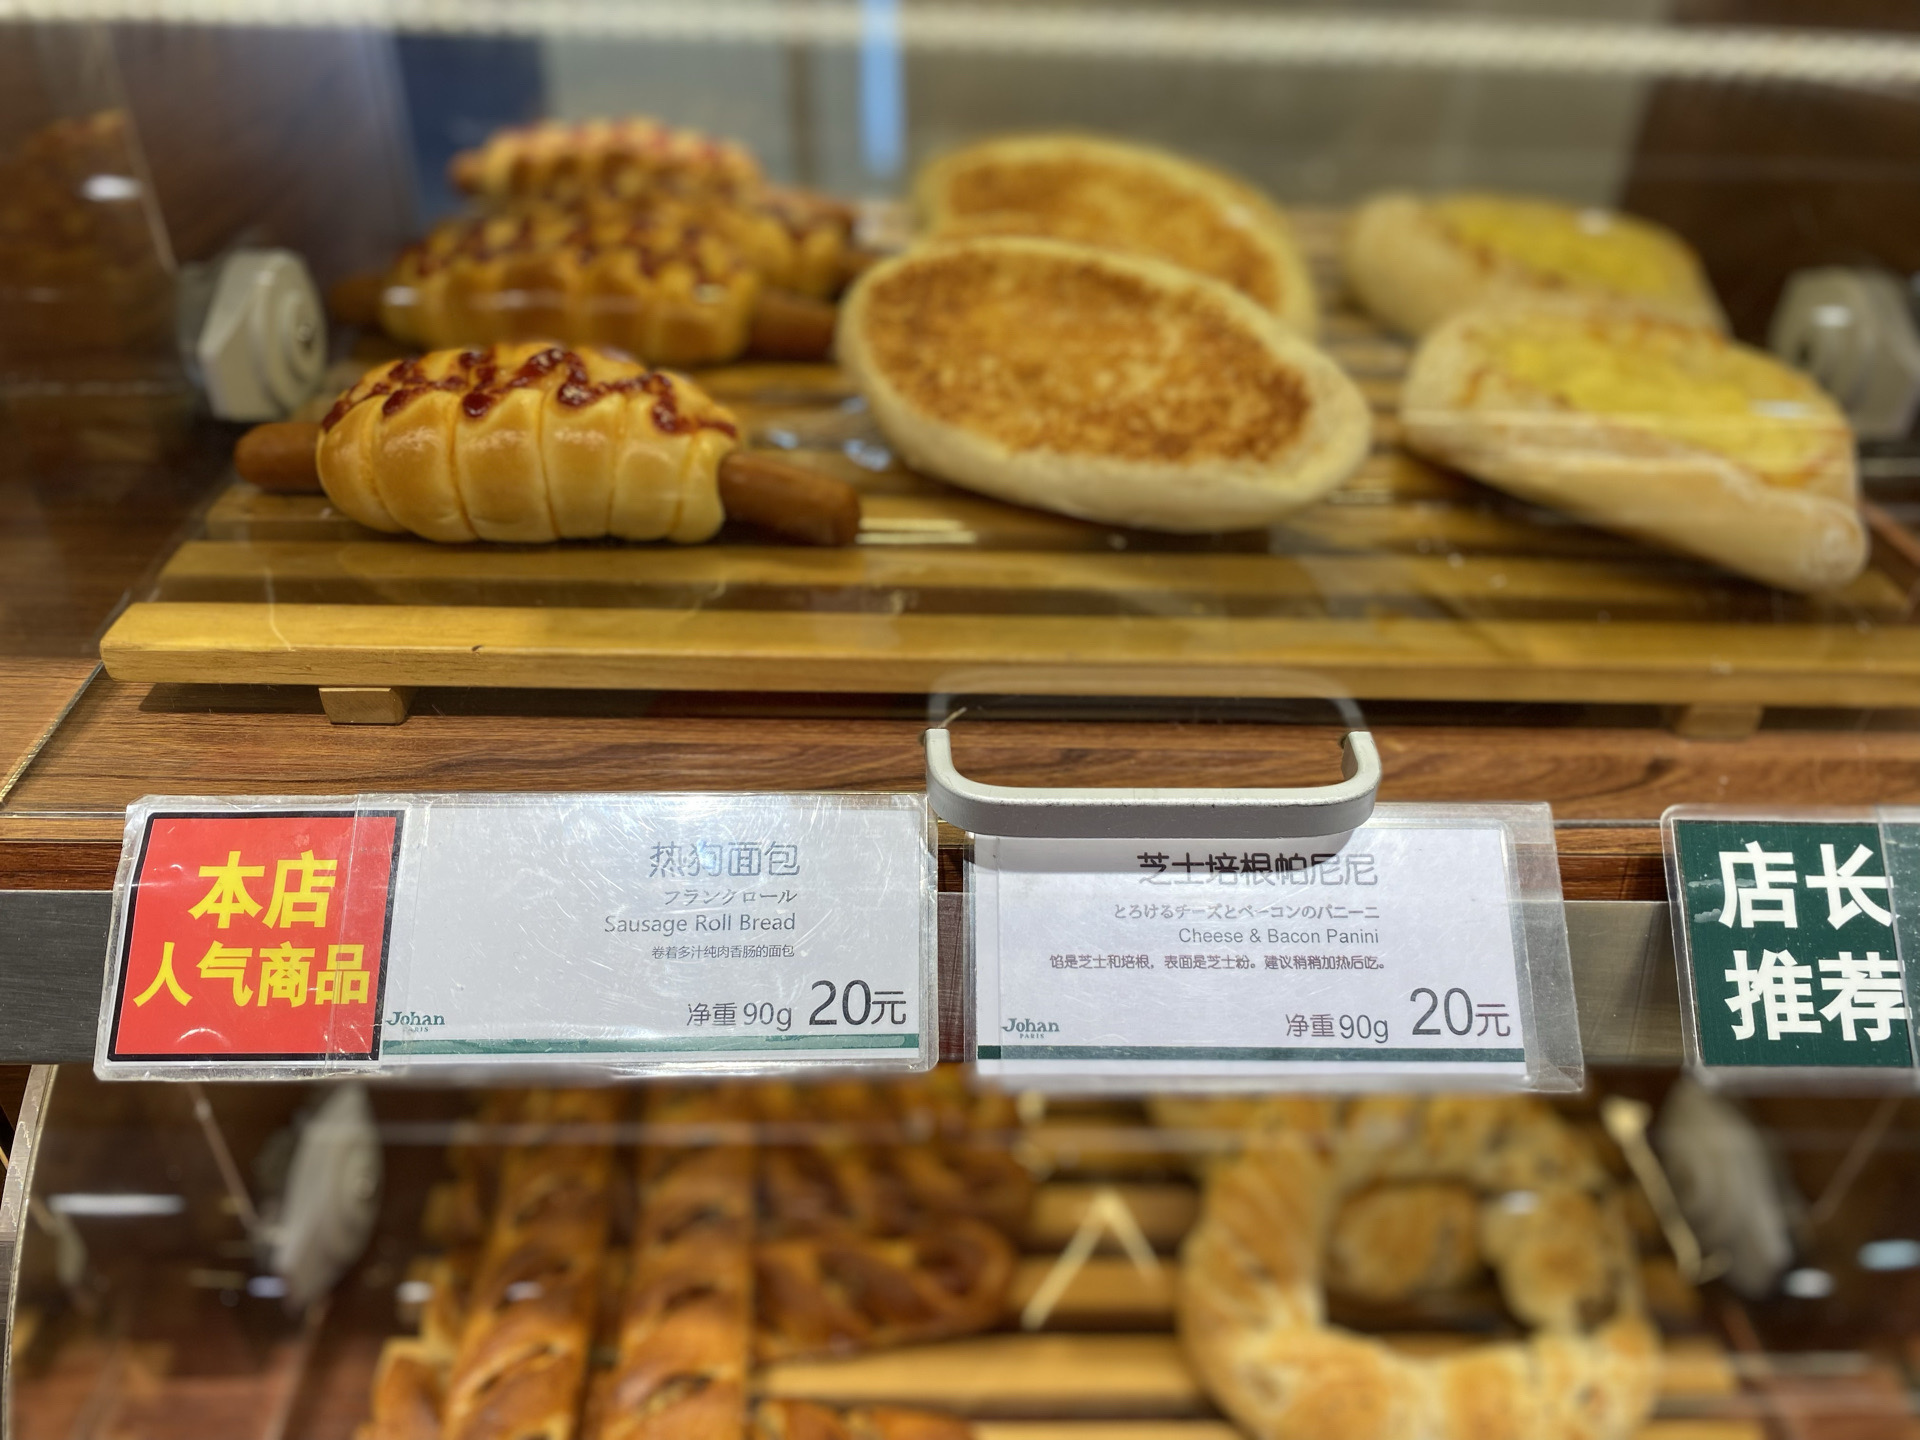 本店
人气商品
热狗面包
フランクロール
Sausage Roll Bread
卷着多汁纯肉香肠的面包
净重90g 20元
Johan
PARIS
芝士培根帕尼尼
とろけるチーズとベーコンのパニーニ
Cheese & Bacon Panini
馅是芝士和培根，表面是芝士粉。建议稍稍加热后吃。
净重90g 20元
Johan
PARIS
店长
推荐